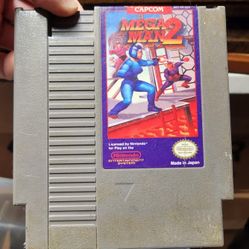 CAPCOM
MEGA
MAN 2
Licensed by Nintendo
for Play on the
Nintendo
ENTERTAINMENT
SYSTEM
Made in Japan